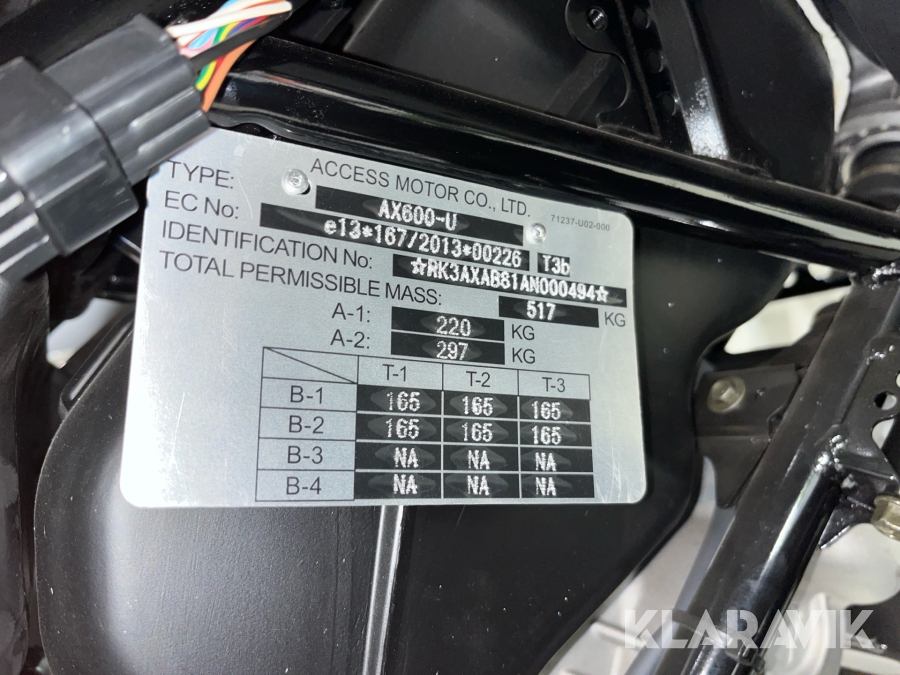 ACCESS MOTOR CO., LTD.
71237-U02-000
TYPE: AX600-U
EC No: e13*167/2013*00226 T3b
IDENTIFICATION No: ☆RK3AXAB81AN000494☆
TOTAL PERMISSIBLE MASS: 517 KG
A-1: 220 KG
A-2: 297 KG
T-1 T-2 T-3
B-1 165 165 165
B-2 165 165 165
B-3 NA NA NA
B-4 NA NA NA
KLARAVIK